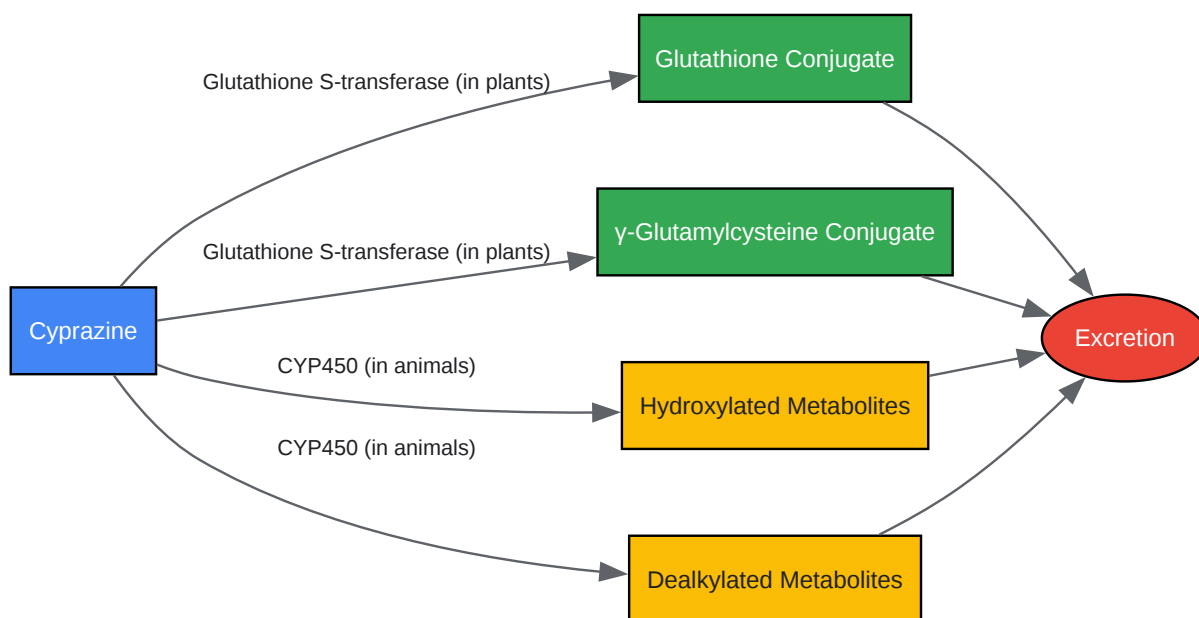 Glutathione Conjugate
Glutathione S-transferase (in plants)
γ-Glutamylcysteine Conjugate
Glutathione S-transferase (in plants)
Cyprazine
Excretion
CYP450 (in animals)
Hydroxylated Metabolites
CYP450 (in animals)
Dealkylated Metabolites